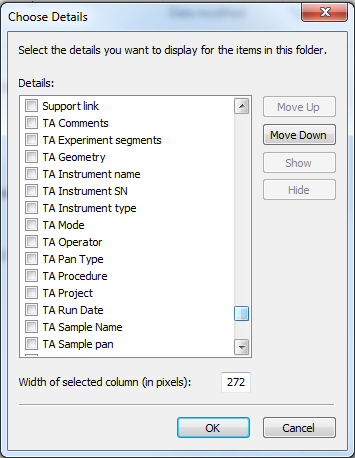 Choose Details
Select the details you want to display for the items in this folder.
Details:
Support link
TA Comments
TA Experiment segments
TA Geometry
TA Instrument name
TA Instrument SN
TA Instrument type
TA Mode
TA Operator
TA Pan Type
TA Procedure
TA Project
TA Run Date
TA Sample Name
TA Sample pan
Move Up
Move Down
Show
Hide
Width of selected column (in pixels): 272
OK Cancel